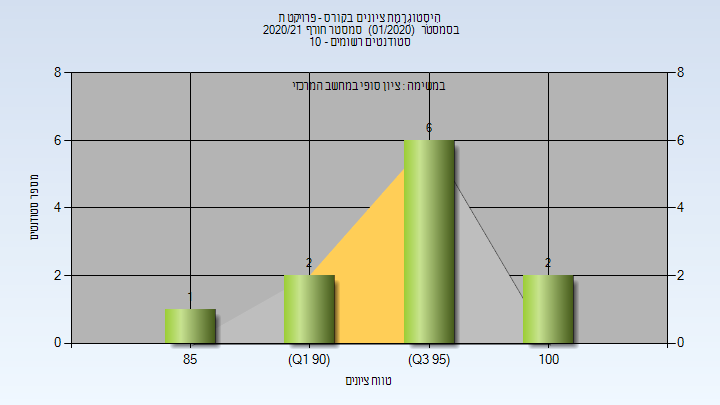 היסטוגרמת ציונים בקורס - פרויקט ת
בסמסטר (01/2020) סמסטר חורף 2020/21
סטודנטים רשומים - 10
במשימה : ציון סופי במחשב המרכזי
8 8
6 6
4 4
2 2
0 0
1
2
6
2
מספר סטודנטים
85 (Q1 90) (Q3 95) 100
טווח ציונים